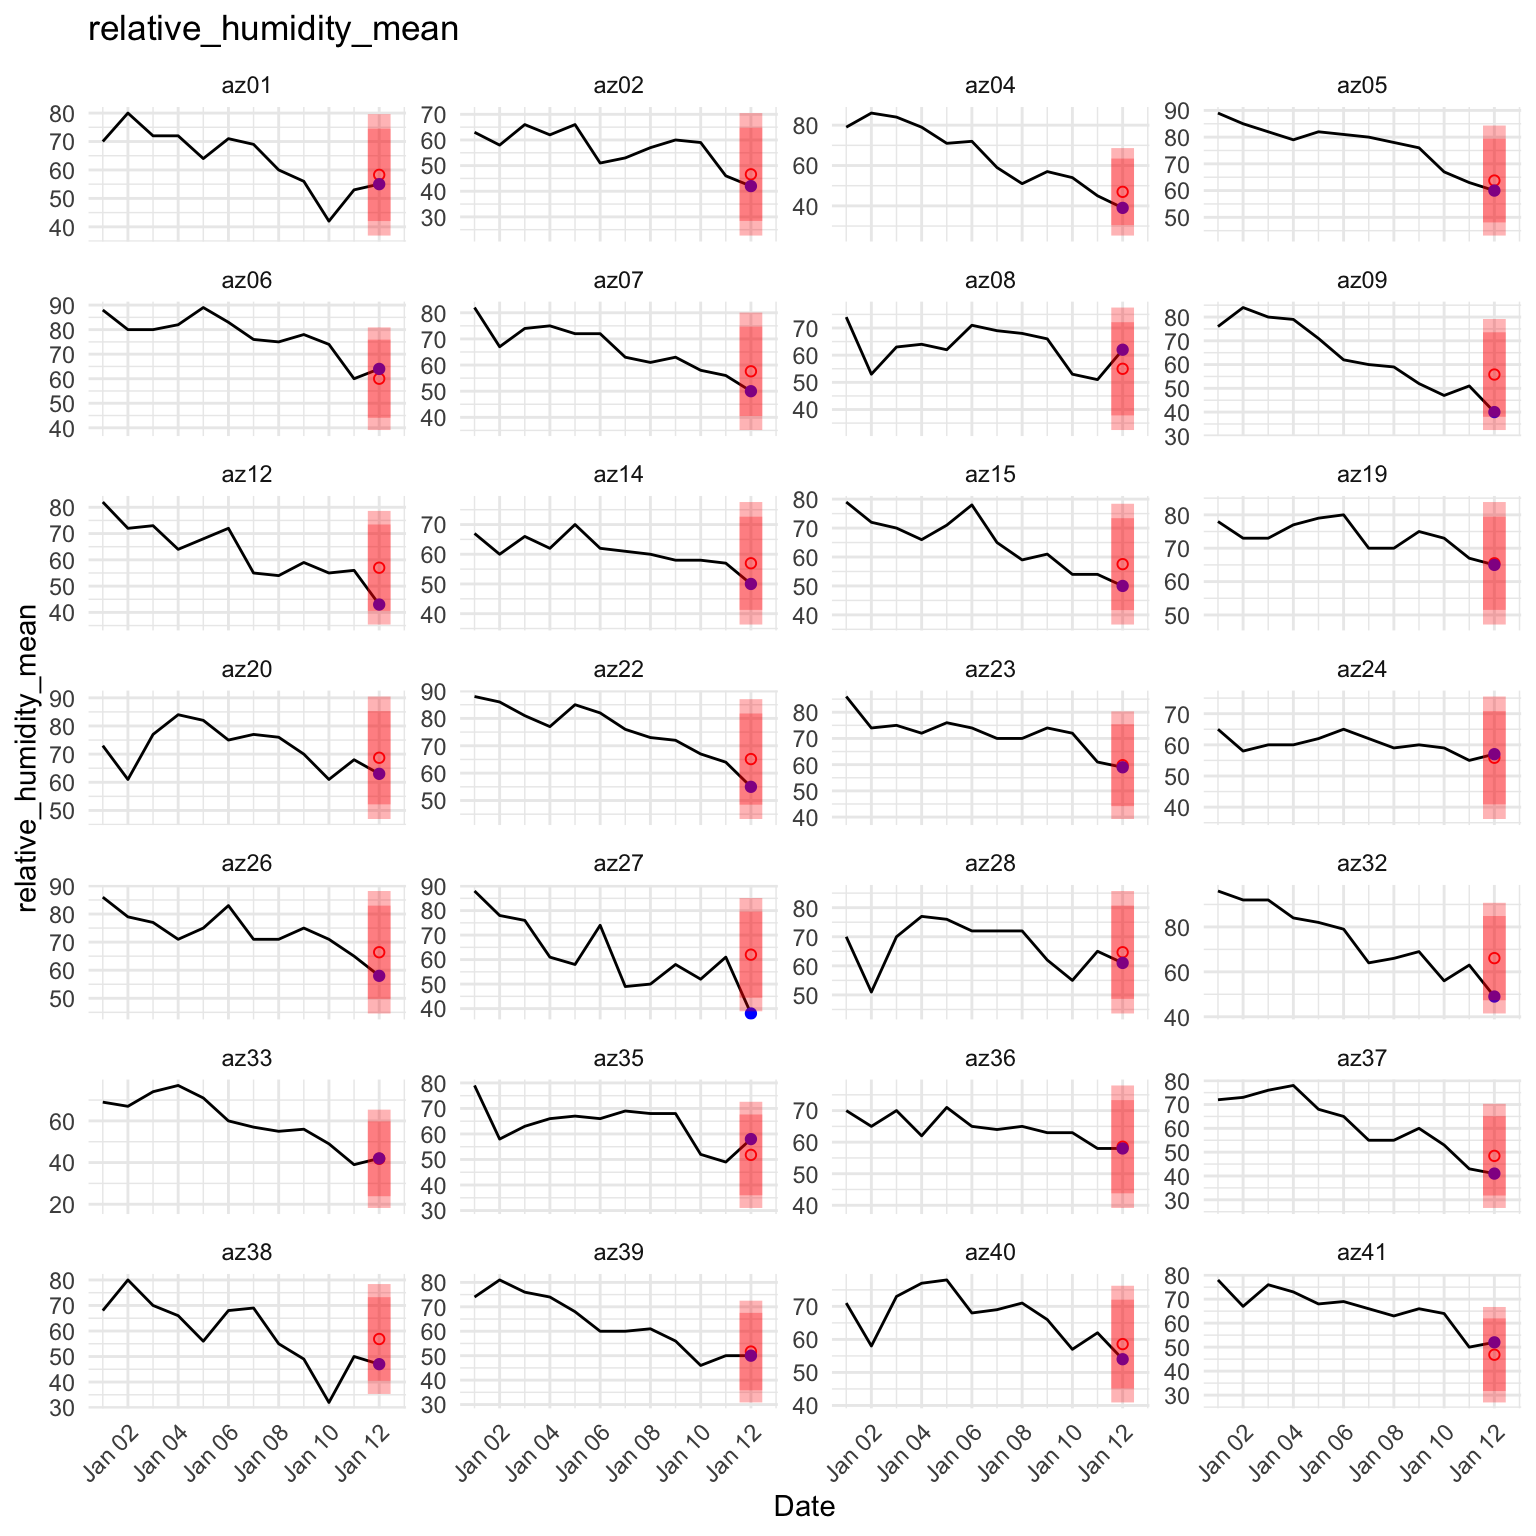 relative_humidity_mean
relative_humidity_mean
az01 az02 az04 az05
80 70 60 50 40
70 60 50 40 30
80 60 40
90 80 70 60 50
az06 az07 az08 az09
90 80 70 60 50 40
80 70 60 50 40
70 60 50 40
80 70 60 50 40 30
az12 az14 az15 az19
80 70 60 50 40
70 60 50 40
80 70 60 50 40
80 70 60 50
az20 az22 az23 az24
90 80 70 60 50
90 80 70 60 50
80 70 60 50 40
70 60 50 40
az26 az27 az28 az32
90 80 70 60 50
90 80 70 60 50 40
80 70 60 50
80 60 40
az33 az35 az36 az37
60 40 20
80 70 60 50 40 30
70 60 50 40
80 70 60 50 40 30
az38 az39 az40 az41
80 70 60 50 40 30
80 70 60 50 40 30
70 60 50 40
80 70 60 50 40 30
Jan 02 Jan 04 Jan 06 Jan 08 Jan 10 Jan 12
Jan 02 Jan 04 Jan 06 Jan 08 Jan 10 Jan 12
Jan 02 Jan 04 Jan 06 Jan 08 Jan 10 Jan 12
Jan 02 Jan 04 Jan 06 Jan 08 Jan 10 Jan 12
Date